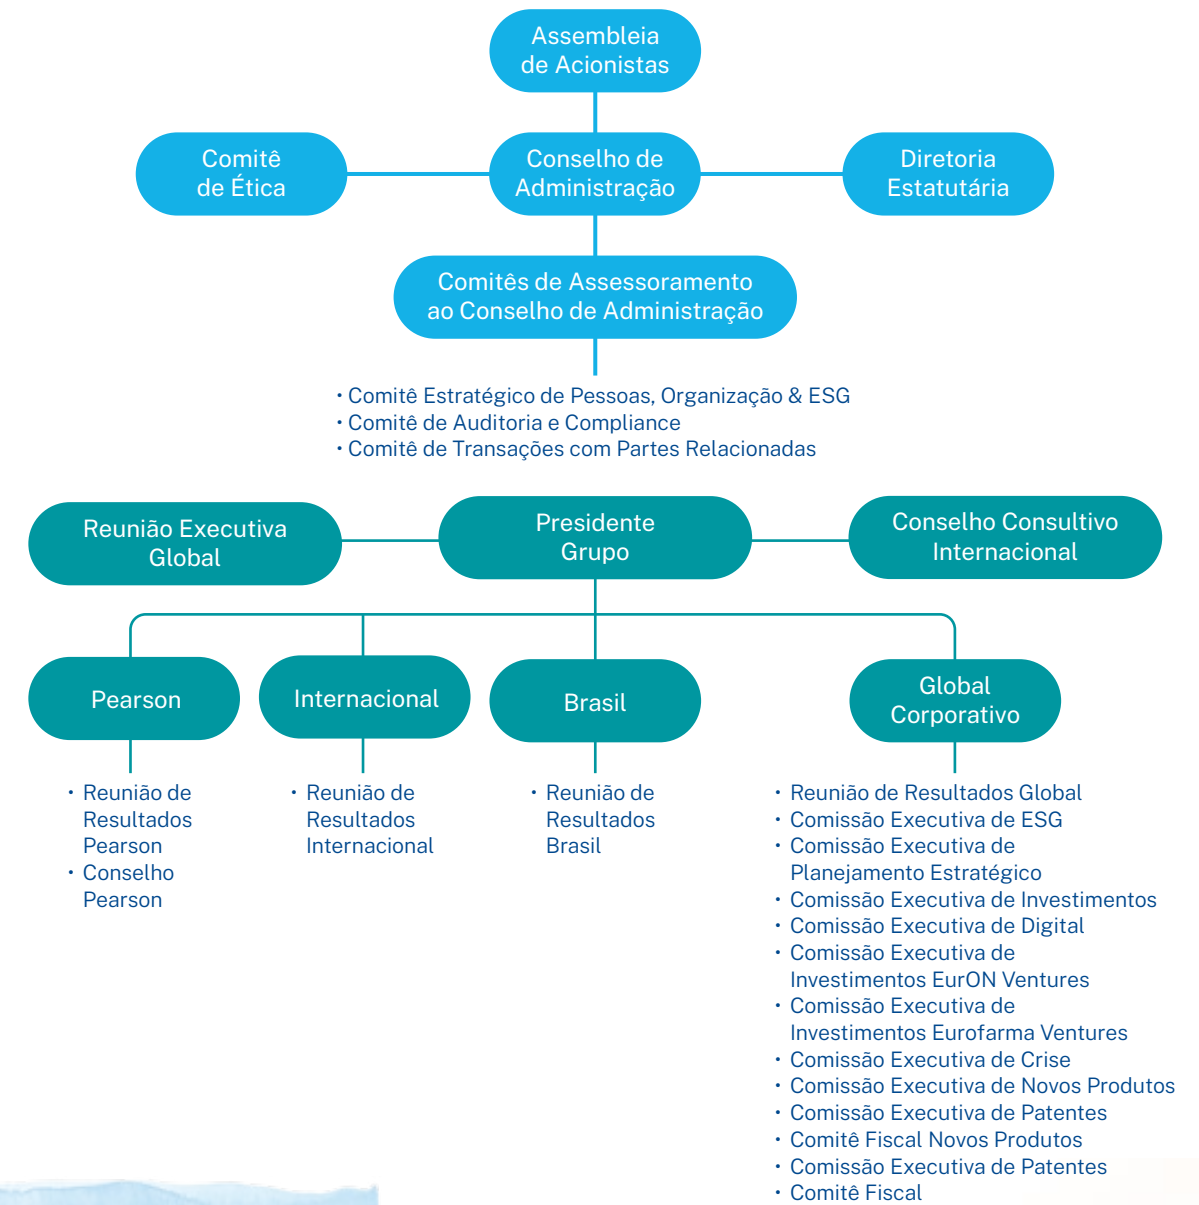 Assembleia
de Acionistas
Comitê
de Ética
Conselho de
Administração
Diretoria
Estatutária
Comitês de Assessoramento
ao Conselho de Administração
• Comitê Estratégico de Pessoas, Organização & ESG
• Comitê de Auditoria e Compliance
• Comitê de Transações com Partes Relacionadas
Reunião Executiva
Global
Presidente
Grupo
Conselho Consultivo
Internacional
Pearson
Internacional
Brasil
Global
Corporativo
• Reunião de
Resultados
Pearson
• Conselho
Pearson
• Reunião de
Resultados
Internacional
• Reunião de
Resultados
Brasil
• Reunião de Resultados Global
• Comissão Executiva de ESG
• Comissão Executiva de
Planejamento Estratégico
• Comissão Executiva de Investimentos
• Comissão Executiva de Digital
• Comissão Executiva de
Investimentos EurON Ventures
• Comissão Executiva de
Investimentos Eurofarma Ventures
• Comissão Executiva de Crise
• Comissão Executiva de Novos Produtos
• Comissão Executiva de Patentes
• Comitê Fiscal Novos Produtos
• Comissão Executiva de Patentes
• Comitê Fiscal